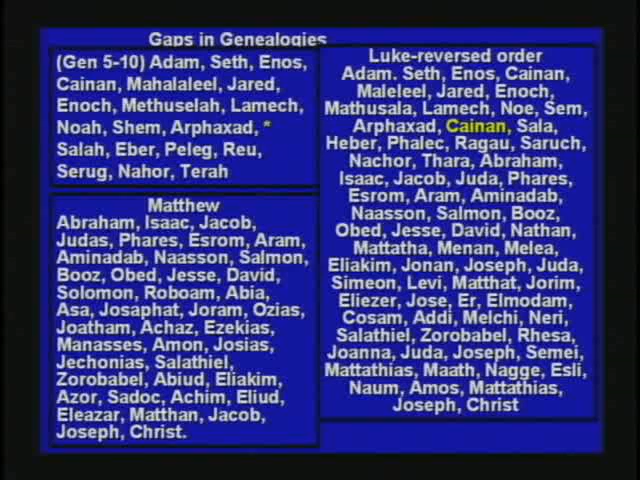 Gaps in Genealogies
(Gen 5-10) Adam, Seth, Enos,
Cainan, Mahalaleel, Jared,
Enoch, Methuselah, Lamech,
Noah, Shem, Arphaxad, *
Salah, Eber, Peleg, Reu,
Serug, Nahor, Terah
Matthew
Abraham, Isaac, Jacob,
Judas, Phares, Esrom, Aram,
Aminadab, Naasson, Salmon,
Booz, Obed, Jesse, David,
Solomon, Roboam, Abia,
Asa, Josaphat, Joram, Ozias,
Joatham, Achaz, Ezekias,
Manasses, Amon, Josias,
Jechonias, Salathiel,
Zorobabel, Abiud, Eliakim,
Azor, Sadoc, Achim, Eliud,
Eleazar, Matthan, Jacob,
Joseph, Christ.
Luke-reversed order
Adam. Seth, Enos, Cainan,
Maleleel, Jared, Enoch,
Mathusala, Lamech, Noe, Sem,
Arphaxad, Cainan, Sala,
Heber, Phalec, Ragau, Saruch,
Nachor, Thara, Abraham,
Isaac, Jacob, Juda, Phares,
Esrom, Aram, Aminadab,
Naasson, Salmon, Booz,
Obed, Jesse, David, Nathan,
Mattatha, Menan, Melea,
Eliakim, Jonan, Joseph, Juda,
Simeon, Levi, Matthat, Jorim,
Eliezer, Jose, Er, Elmodam,
Cosam, Addi, Melchi, Neri,
Salathiel, Zorobabel, Rhesa,
Joanna, Juda, Joseph, Semei,
Mattathias, Maath, Nagge, Esli,
Naum, Amos, Mattathias,
Joseph, Christ